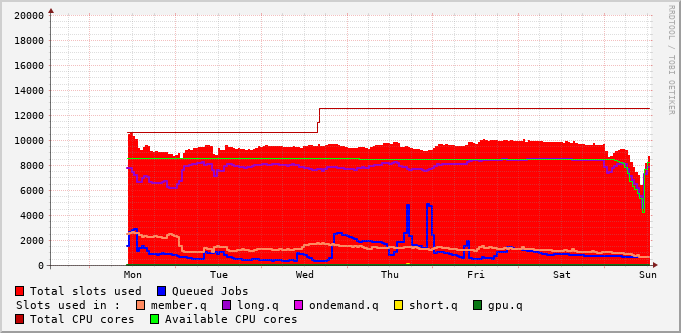 20000
18000
16000
14000
12000
10000
8000
6000
4000
2000
0
Mon Tue Wed Thu Fri Sat Sun
RRDTOOL / TOBI OETIKER
Total slots used Queued Jobs
Slots used in : member.q long.q ondemand.q short.q gpu.q
Total CPU cores Available CPU cores